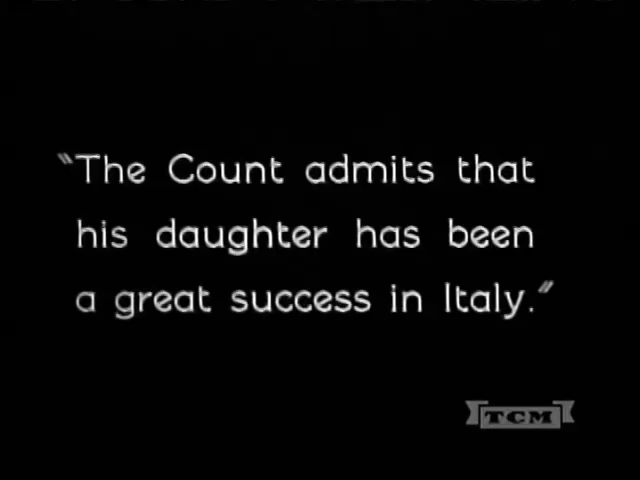 "The Count admits that
his daughter has been
a great success in Italy."
TCM